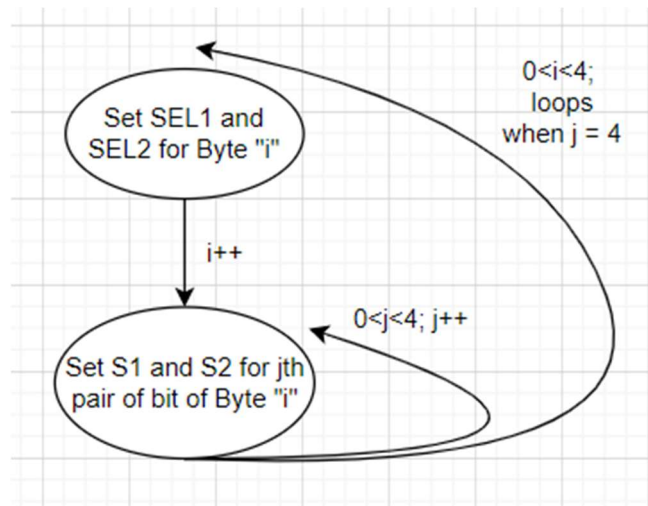 0<i<4;
loops
when j = 4
Set SEL1 and
SEL2 for Byte "i"
i++
0<j<4; j++
Set S1 and S2 for jth
pair of bit of Byte "i"